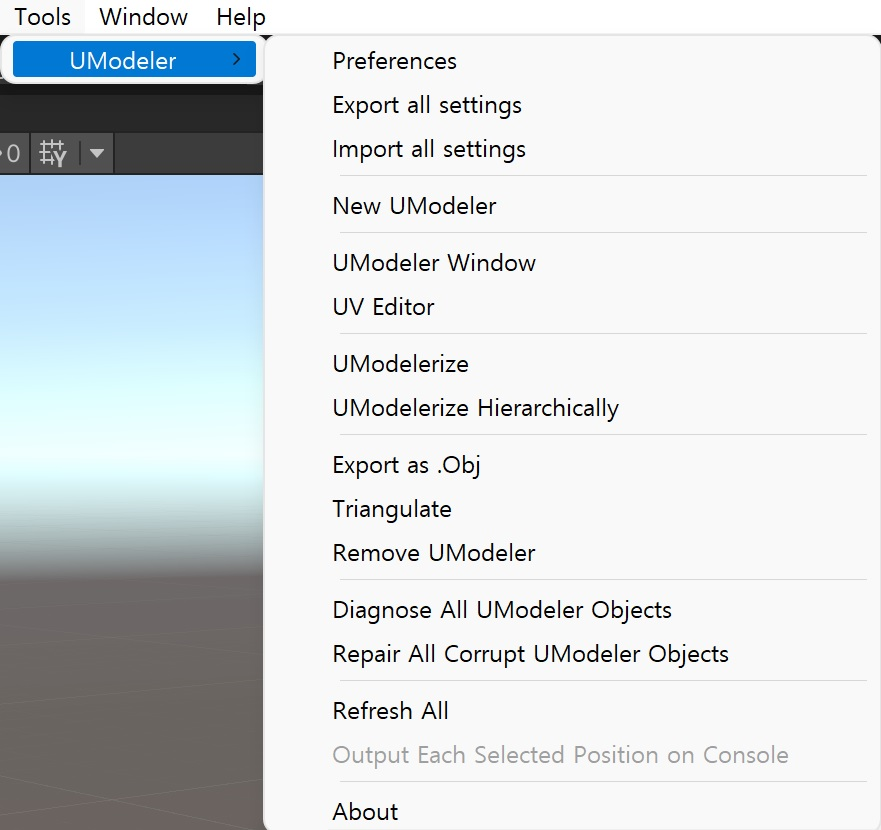 Tools Window Help
UModeler
Preferences
Export all settings
Import all settings
New UModeler
UModeler Window
UV Editor
UModelerize
UModelerize Hierarchically
Export as .Obj
Triangulate
Remove UModeler
Diagnose All UModeler Objects
Repair All Corrupt UModeler Objects
Refresh All
Output Each Selected Position on Console
About
0
Y